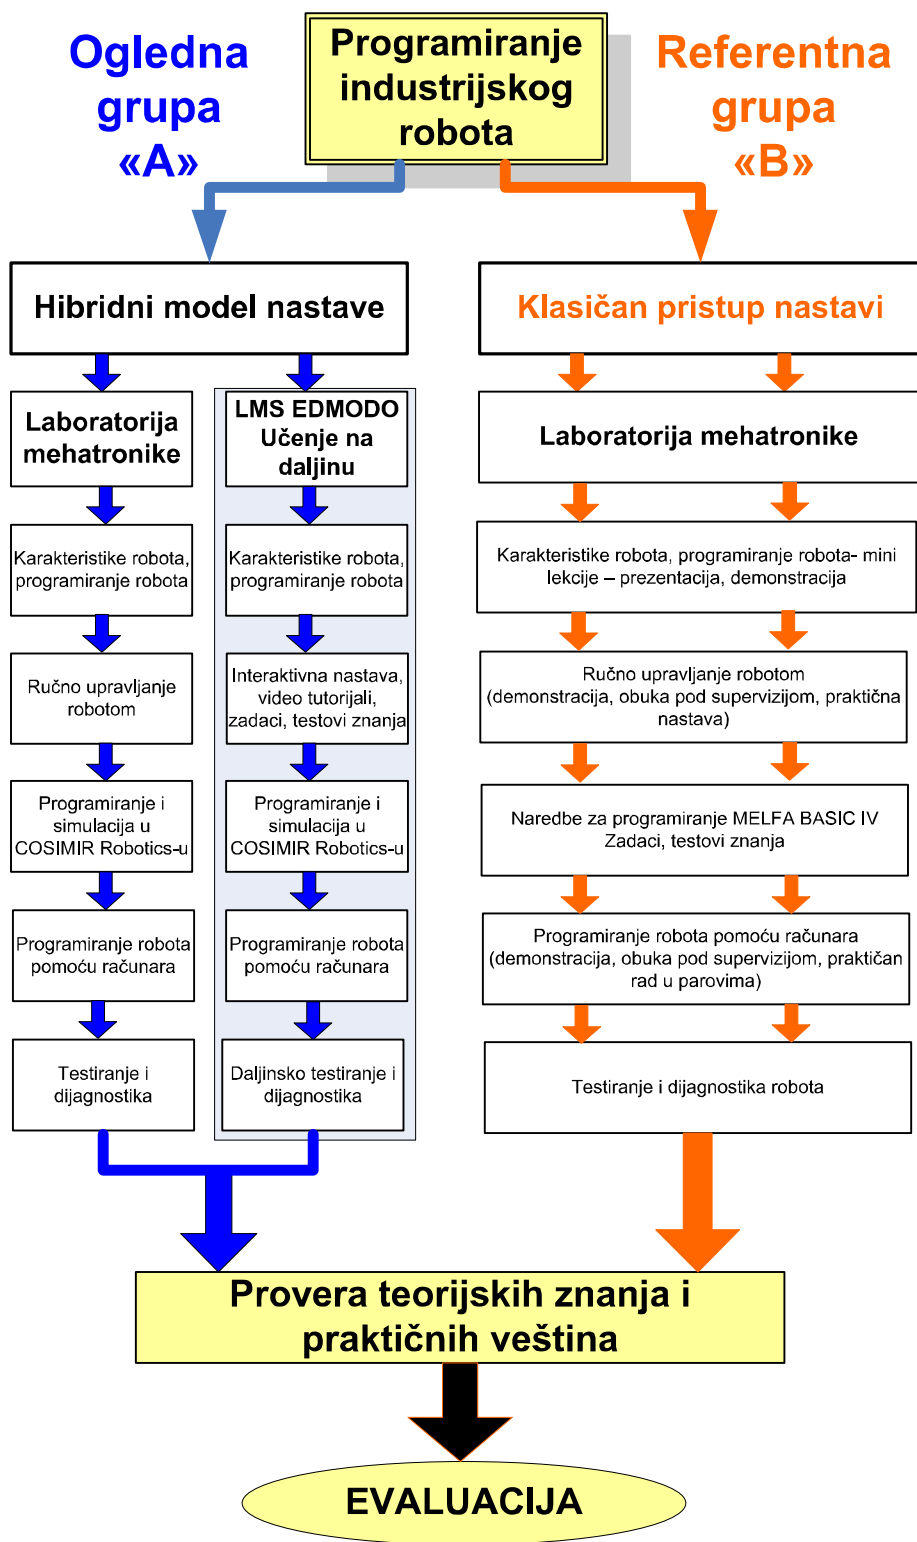 Ogledna
grupa
«A»
Programiranje
industrijskog
robota
Referentna
grupa
«B»
Hibridni model nastave
Klasičan pristup nastavi
Laboratorija
mehatronike
LMS EDMODO
Učenje na
daljinu
Laboratorija mehatronike
Karakteristike robota,
programiranje robota
Karakteristike robota,
programiranje robota
Karakteristike robota, programiranje robota- mini
lekcije – prezentacija, demonstracija
Ručno upravljanje
robotom
Interaktivna nastava,
video tutorijali,
zadaci, testovi znanja
Ručno upravljanje robotom
(demonstracija, obuka pod supervizijom, praktična
nastava)
Programiranje i
simulacija u
COSIMIR Robotics-u
Programiranje i
simulacija u
COSIMIR Robotics-u
Naredbe za programiranje MELFA BASIC IV
Zadaci, testovi znanja
Programiranje robota
pomoću računara
Programiranje robota
pomoću računara
Programiranje robota pomoću računara
(demonstracija, obuka pod supervizijom, praktičan
rad u parovima)
Testiranje i
dijagnostika
Daljinsko testiranje i
dijagnostika
Testiranje i dijagnostika robota
Provera teorijskih znanja i
praktičnih veština
EVALUACIJA